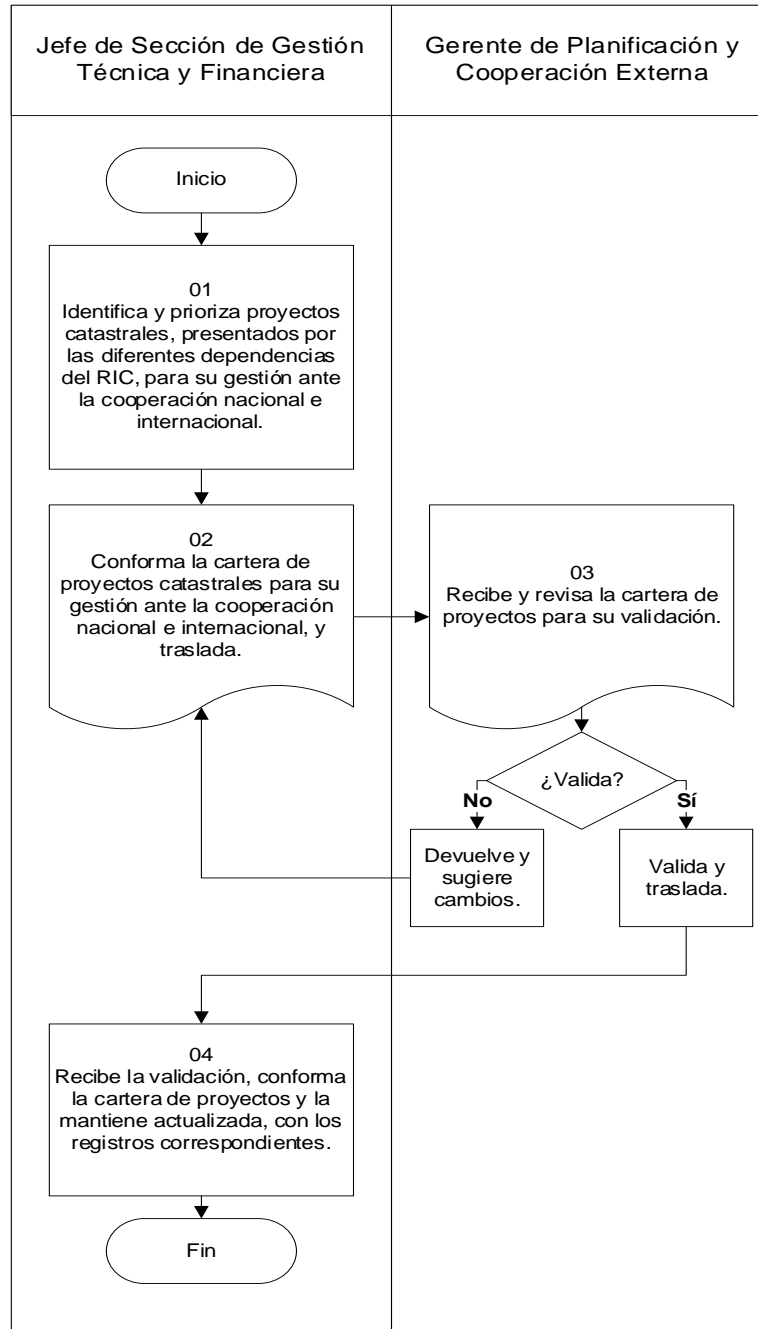 Jefe de Sección de Gestión
Técnica y Financiera
Gerente de Planificación y
Cooperación Externa
Inicio
01
Identifica y prioriza proyectos
catastrales, presentados por
las diferentes dependencias
del RIC, para su gestión ante
la cooperación nacional e
internacional.
02
Conforma la cartera de
proyectos catastrales para su
gestión ante la cooperación
nacional e internacional, y
traslada.
03
Recibe y revisa la cartera de
proyectos para su validación.
¿Valida?
No
Sí
Devuelve y
sugiere
cambios.
Valida y
traslada.
04
Recibe la validación, conforma
la cartera de proyectos y la
mantiene actualizada, con los
registros correspondientes.
Fin